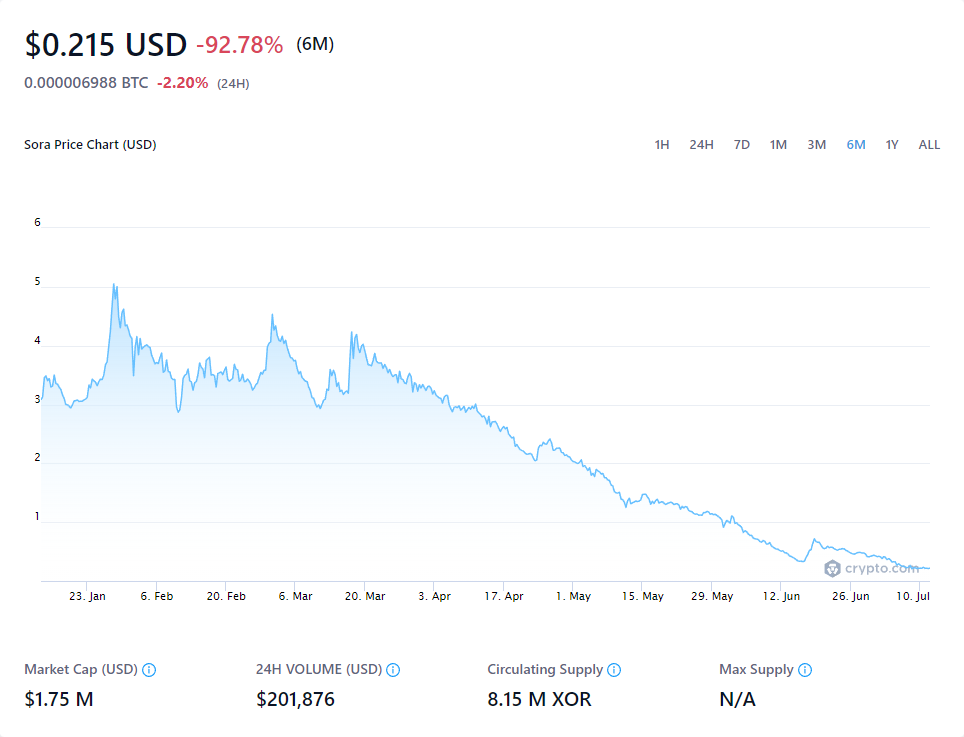 $0.215 USD -92.78% (6M)
0.000006988 BTC -2.20% (24H)
Sora Price Chart (USD) 1H 24H 7D 1M 3M 6M 1Y ALL
6
5
4
3
2
1
crypto.com
23. Jan 6. Feb 20. Feb 6. Mar 20. Mar 3. Apr 17. Apr 1. May 15. May 29. May 12. Jun 26. Jun 10. Jul
Market Cap (USD) 24H VOLUME (USD) Circulating Supply Max Supply
$1.75 M $201,876 8.15 M XOR N/A